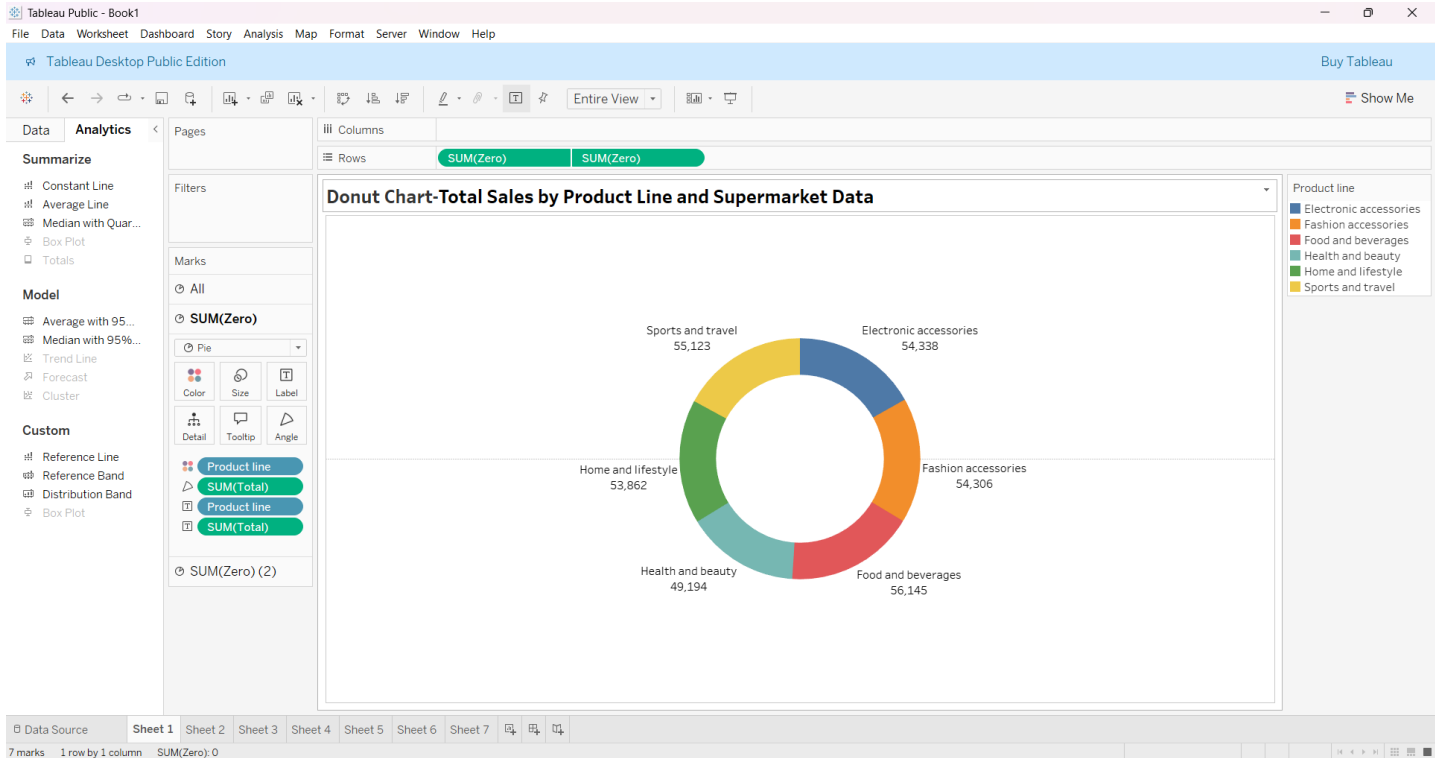 Tableau Public - Book1
File Data Worksheet Dashboard Story Analysis Map Format Server Window Help
Tableau Desktop Public Edition
Buy Tableau
Entire View
Show Me
Data Analytics
Summarize
Constant Line
Average Line
Median with Quar...
Box Plot
Totals
Model
Average with 95...
Median with 95%...
Trend Line
Forecast
Cluster
Custom
Reference Line
Reference Band
Distribution Band
Box Plot
Pages
Filters
Marks
All
SUM(Zero)
Pie
Color Size Label
Detail Tooltip Angle
Product line
SUM(Total)
Product line
SUM(Total)
SUM(Zero) (2)
Columns
Rows SUM(Zero) SUM(Zero)
Donut Chart-Total Sales by Product Line and Supermarket Data
Sports and travel
55,123
Electronic accessories
54,338
Home and lifestyle
53,862
Fashion accessories
54,306
Health and beauty
49,194
Food and beverages
56,145
Product line
Electronic accessories
Fashion accessories
Food and beverages
Health and beauty
Home and lifestyle
Sports and travel
Data Source Sheet 1 Sheet 2 Sheet 3 Sheet 4 Sheet 5 Sheet 6 Sheet 7
7 marks 1 row by 1 column SUM(Zero): 0